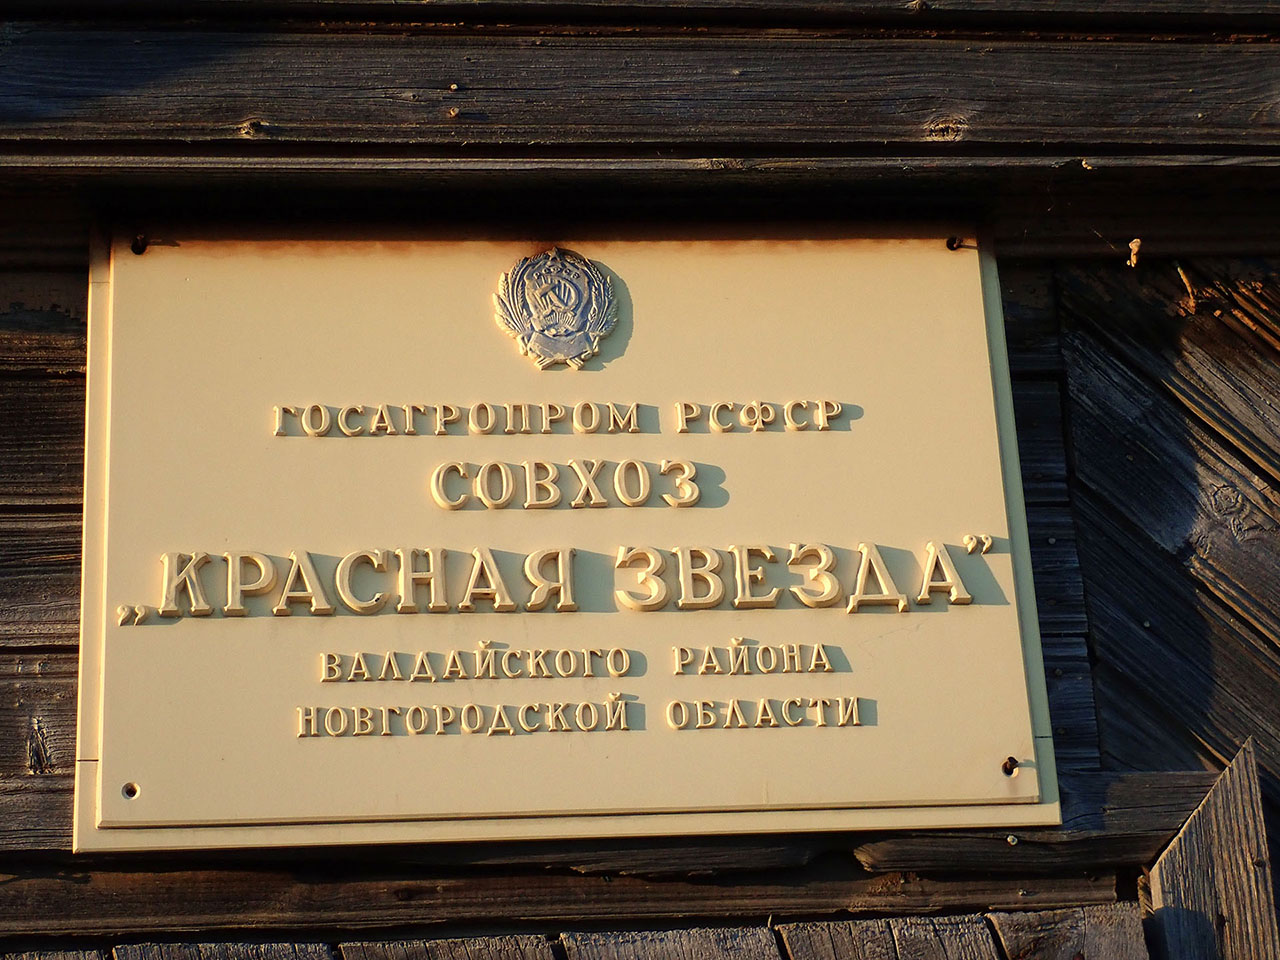 ГОСАГРОПРОМ РСФСР
СОВХОЗ
„КРАСНАЯ ЗВЕЗДА”
ВАЛДАЙСКОГО РАЙОНА
НОВГОРОДСКОЙ ОБЛАСТИ